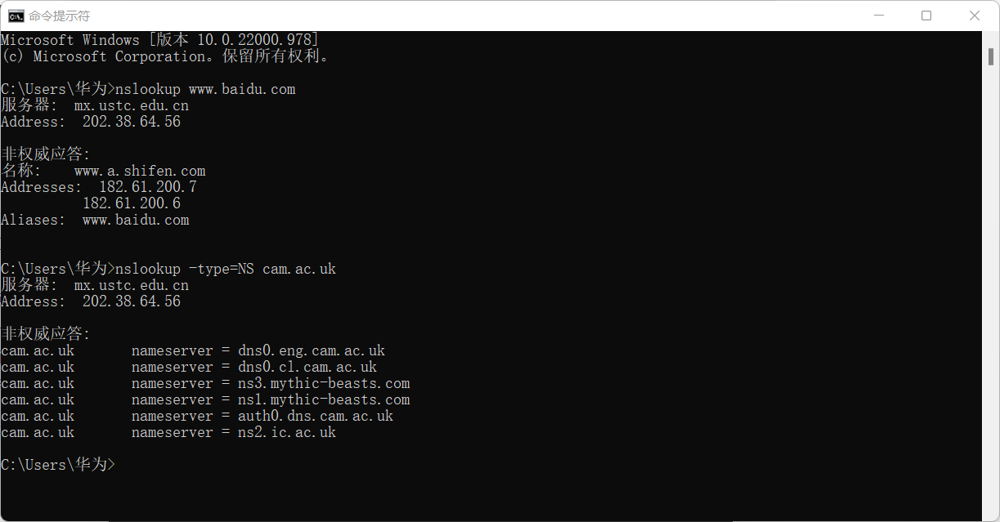 命令提示符
Microsoft Windows [版本 10.0.22000.978]
(c) Microsoft Corporation。保留所有权利。
C:\Users\华为>nslookup www.baidu.com
服务器:  mx.ustc.edu.cn
Address:  202.38.64.56
非权威应答:
名称:    www.a.shifen.com
Addresses:  182.61.200.7
          182.61.200.6
Aliases:  www.baidu.com
C:\Users\华为>nslookup -type=NS cam.ac.uk
服务器:  mx.ustc.edu.cn
Address:  202.38.64.56
非权威应答:
cam.ac.uk       nameserver = dns0.eng.cam.ac.uk
cam.ac.uk       nameserver = dns0.cl.cam.ac.uk
cam.ac.uk       nameserver = ns3.mythic-beasts.com
cam.ac.uk       nameserver = ns1.mythic-beasts.com
cam.ac.uk       nameserver = auth0.dns.cam.ac.uk
cam.ac.uk       nameserver = ns2.ic.ac.uk
C:\Users\华为>